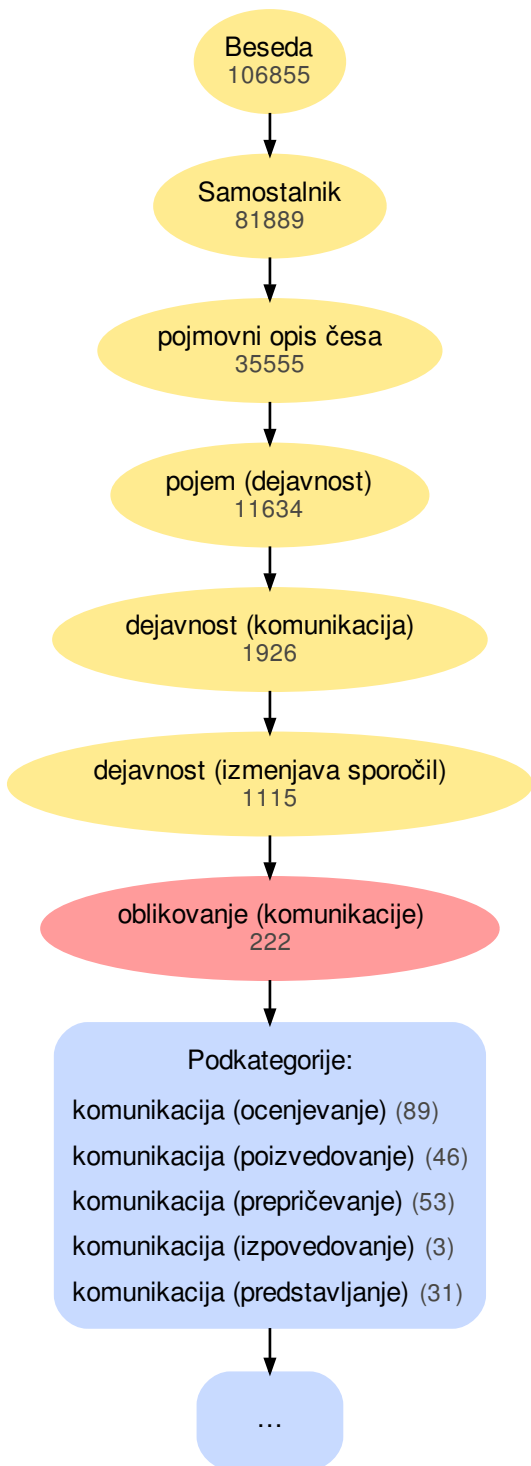 Beseda
106855
Samostalnik
81889
pojmovni opis česa
35555
pojem (dejavnost)
11634
dejavnost (komunikacija)
1926
dejavnost (izmenjava sporočil)
1115
oblikovanje (komunikacije)
222
Podkategorije:
komunikacija (ocenjevanje) (89)
komunikacija (poizvedovanje) (46)
komunikacija (prepričevanje) (53)
komunikacija (izpovedovanje) (3)
komunikacija (predstavljanje) (31)
...